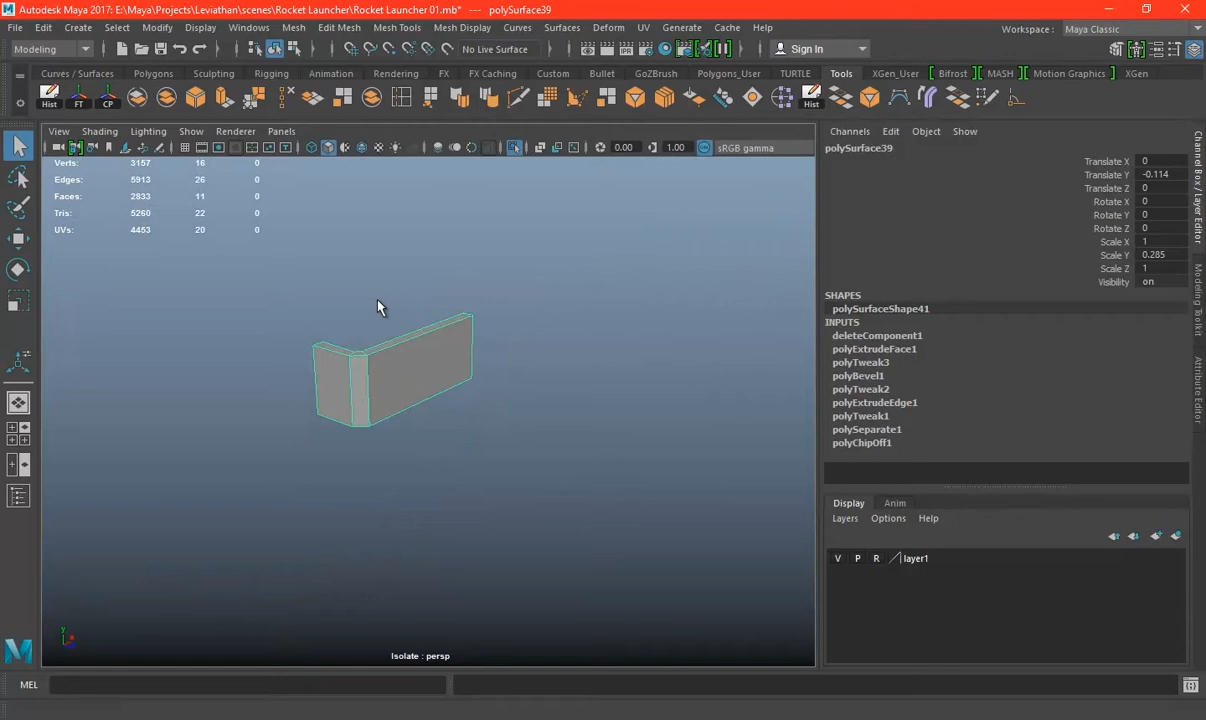 Autodesk Maya 2017: E:\Maya\Projects\Leviathan\scenes\Rocket Launcher\Rocket Launcher 01.mb*   ---   polySurface39
File Edit Create Select Modify Display Windows Mesh Edit Mesh Mesh Tools Mesh Display Curves Surfaces Deform UV Generate Cache Help Workspace: Maya Classic
Modeling No Live Surface Sign In
Curves / Surfaces Polygons Sculpting Rigging Animation Rendering FX FX Caching Custom Bullet GoZBrush Polygons_User TURTLE Tools XGen_User Bifrost MASH Motion Graphics XGen
Hist FT CP Hist
View Shading Lighting Show Renderer Panels
0.00 1.00 sRGB gamma
Verts: 3157 16 0
Edges: 5913 26 0
Faces: 2833 11 0
Tris: 5260 22 0
UVs: 4453 20 0
y
Isolate : persp
Channels Edit Object Show
polySurface39
Translate X 0
Translate Y -0.114
Translate Z 0
Rotate X 0
Rotate Y 0
Rotate Z 0
Scale X 1
Scale Y 0.285
Scale Z 1
Visibility on
SHAPES
polySurfaceShape41
INPUTS
deleteComponent1
polyExtrudeFace1
polyTweak3
polyBevel1
polyTweak2
polyExtrudeEdge1
polyTweak1
polySeparate1
polyChipOff1
Display Anim
Layers Options Help
V P R layer1
Channel Box / Layer Editor
Modeling Toolkit
Attribute Editor
MEL